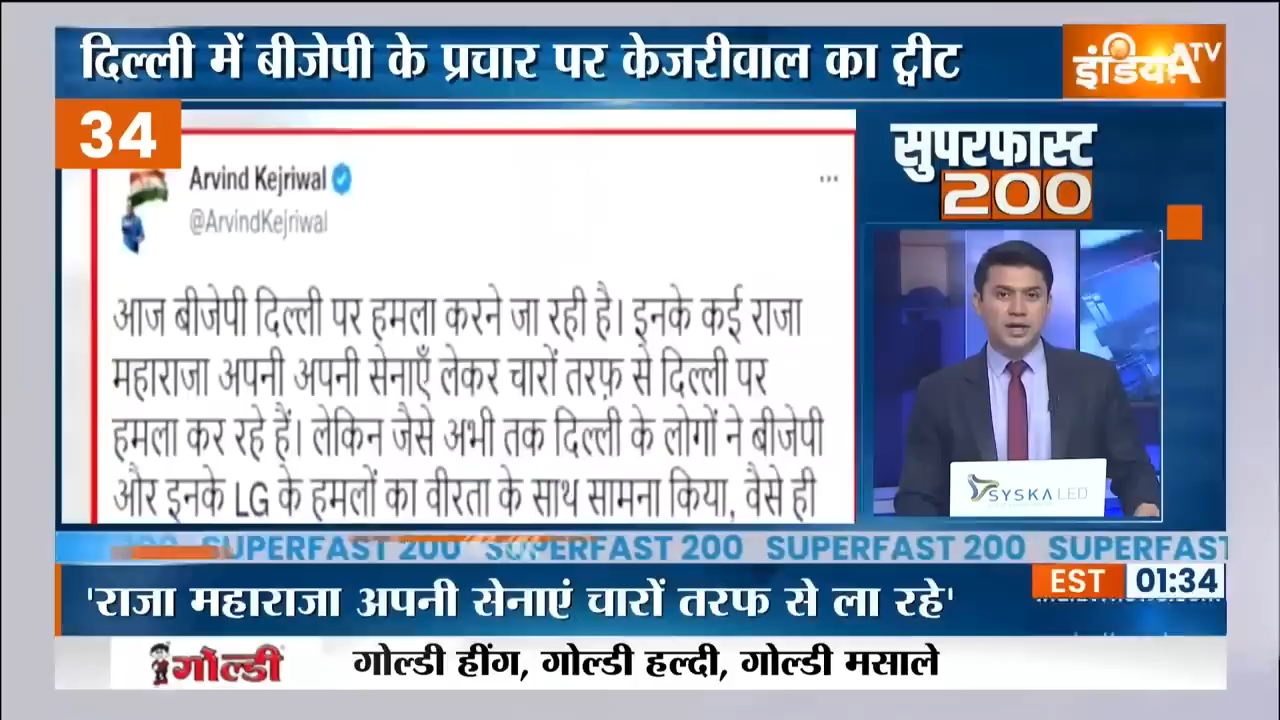 दिल्ली में बीजेपी के प्रचार पर केजरीवाल का ट्वीट
इंडिया TV
34
सुपरफास्ट
200
Arvind Kejriwal
@ArvindKejriwal
आज बीजेपी दिल्ली पर हमला करने जा रही है। इनके कई राजा
महाराजा अपनी अपनी सेनाएँ लेकर चारों तरफ़ से दिल्ली पर
हमला कर रहे हैं। लेकिन जैसे अभी तक दिल्ली के लोगों ने बीजेपी
और इनके LG के हमलों का वीरता के साथ सामना किया, वैसे ही
SYSKA LED
200 SUPERFAST 200 SUPERFAST 200 SUPERFAST 200 SUPERFAST
EST 01:34
'राजा महाराजा अपनी सेनाएं चारों तरफ से ला रहे'
गोल्डी गोल्डी हींग, गोल्डी हल्दी, गोल्डी मसाले